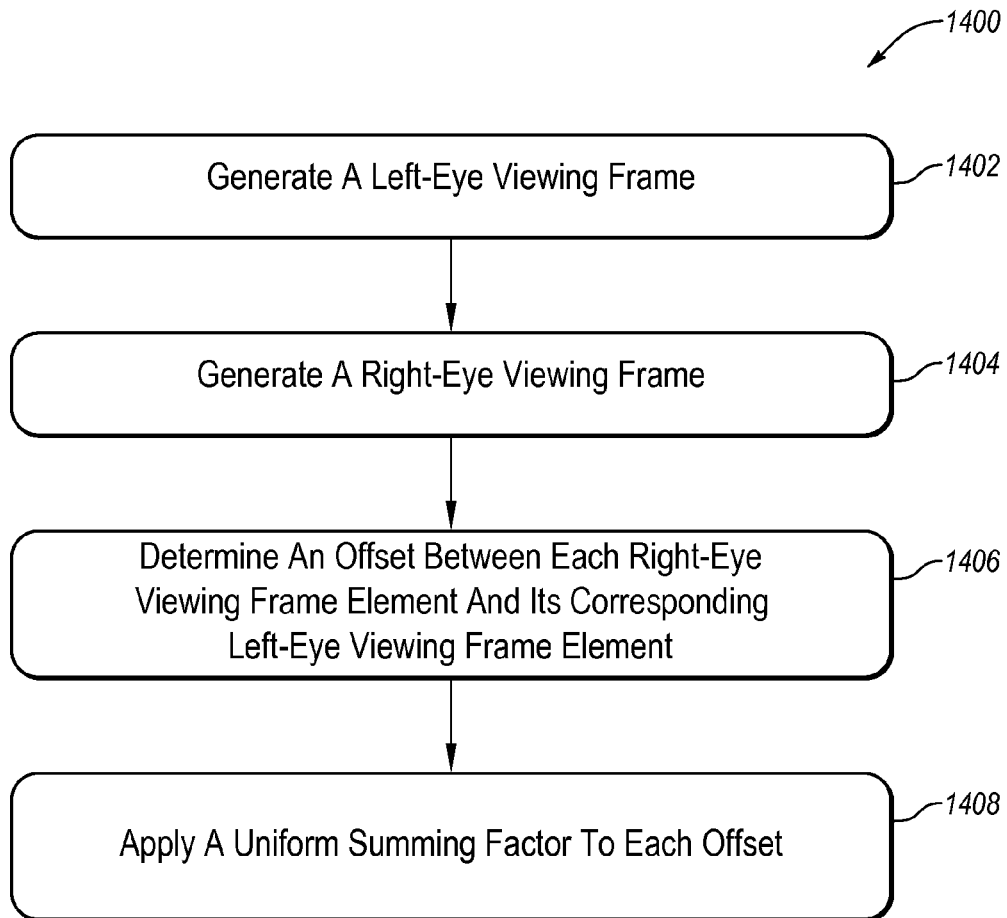 1400
Generate A Left-Eye Viewing Frame
1402
Generate A Right-Eye Viewing Frame
1404
Determine An Offset Between Each Right-Eye
Viewing Frame Element And Its Corresponding
Left-Eye Viewing Frame Element
1406
Apply A Uniform Summing Factor To Each Offset
1408